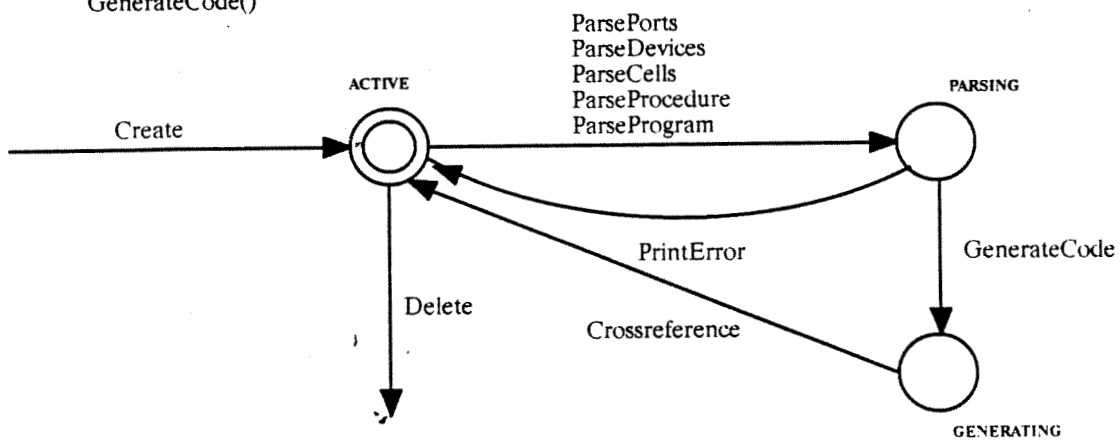 GenerateCode()
ParsePorts
ParseDevices
ParseCells
ParseProcedure
ParseProgram
ACTIVE
PARSING
Create
PrintError
GenerateCode
Delete
Crossreference
GENERATING